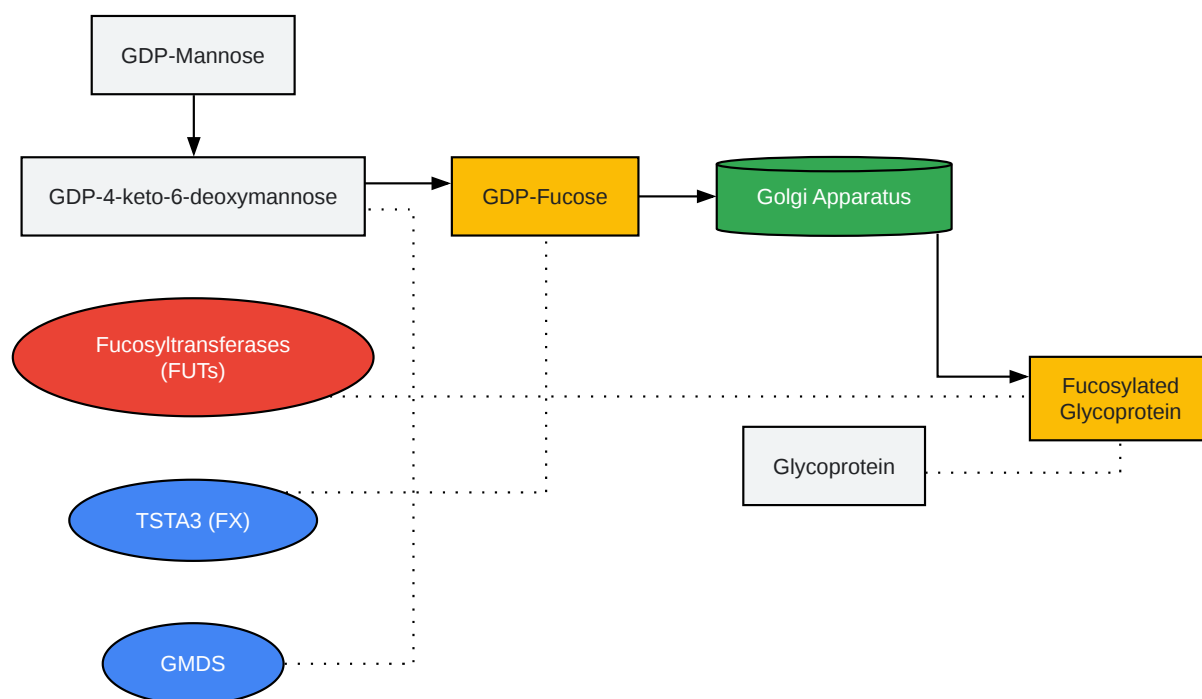 GDP-Mannose
GDP-4-keto-6-deoxymannose
GDP-Fucose
Golgi Apparatus
Fucosyltransferases
(FUTs)
Fucosylated
Glycoprotein
Glycoprotein
TSTA3 (FX)
GMDS